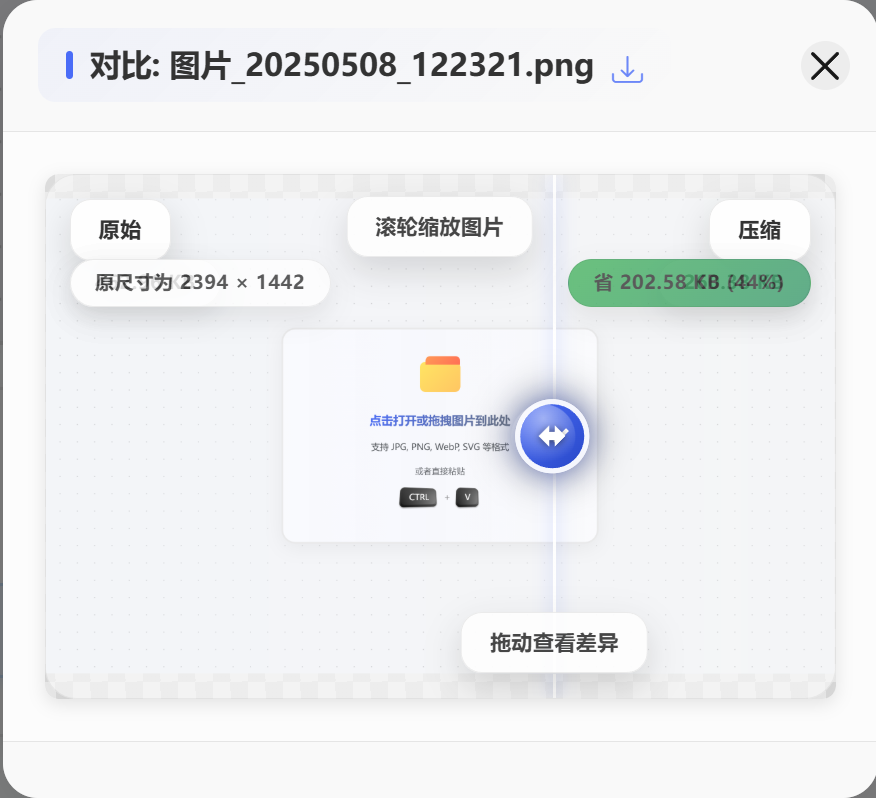 对比: 图片_20250508_122321.png
原始
滚轮缩放图片
压缩
原尺寸为 2394 × 1442
省 202.58 KB (44%)
点击打开或拖拽图片到此处
支持 JPG, PNG, WebP, SVG 等格式
或者直接粘贴
CTRL + V
拖动查看差异